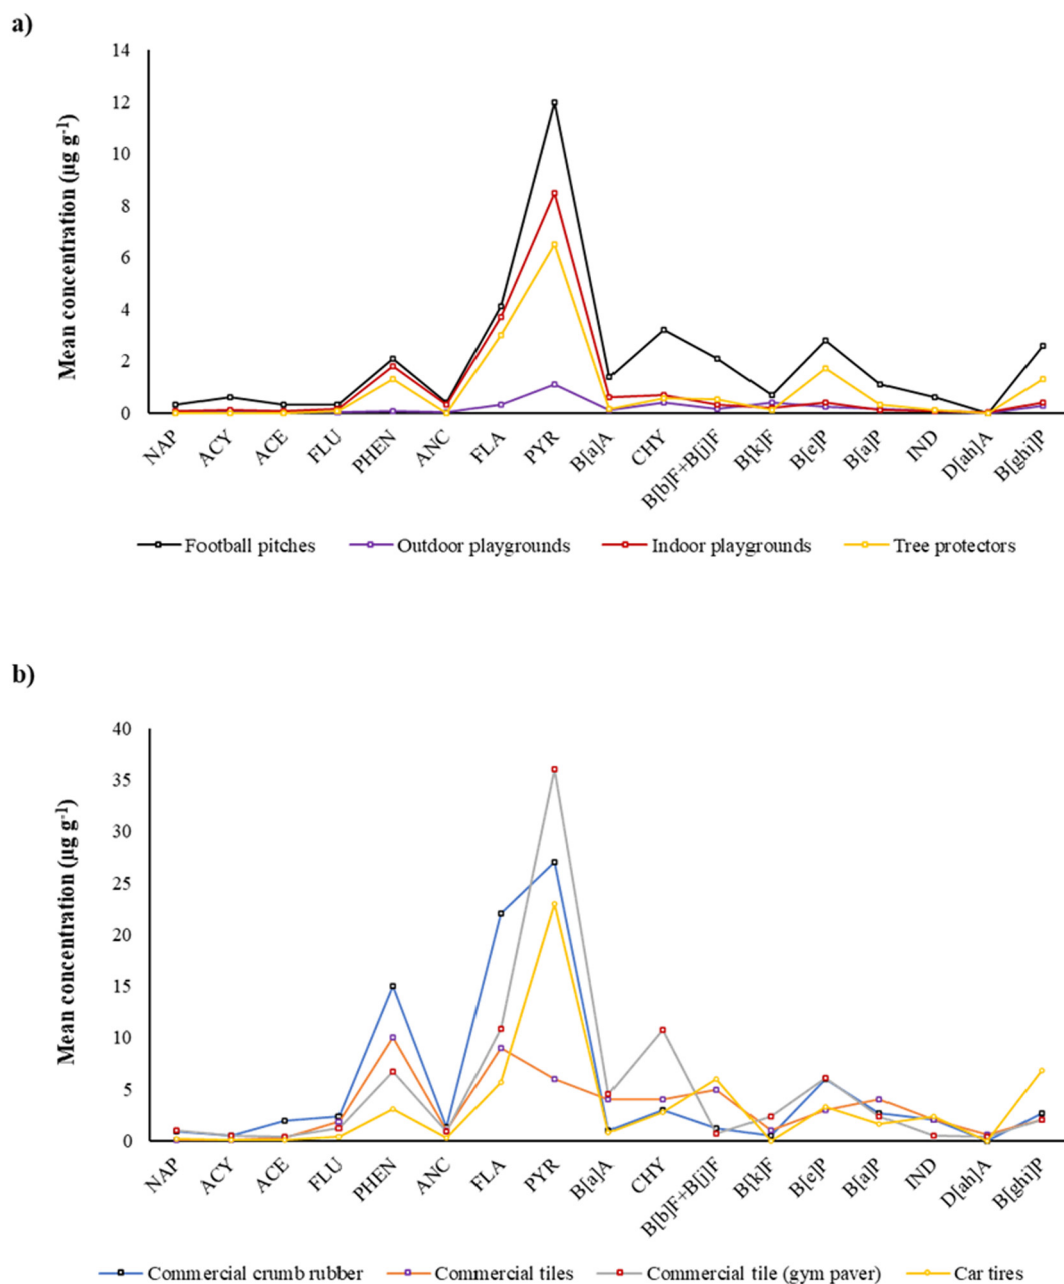 a)
Mean concentration (µg g-1)
14
12
10
8
6
4
2
0
NAP
ACY
ACE
FLU
PHEN
ANC
FLA
PYR
B[a]A
CHY
B[b]F+B[j]F
B[k]F
B[e]P
B[a]P
IND
D[ah]A
B[ghi]P
Football pitches Outdoor playgrounds Indoor playgrounds Tree protectors
b)
Mean concentration (µg g-1)
40
35
30
25
20
15
10
5
0
NAP
ACY
ACE
FLU
PHEN
ANC
FLA
PYR
B[a]A
CHY
B[b]F+B[j]F
B[k]F
B[e]P
B[a]P
IND
D[ah]A
B[ghi]P
Commercial crumb rubber Commercial tiles Commercial tile (gym paver) Car tires